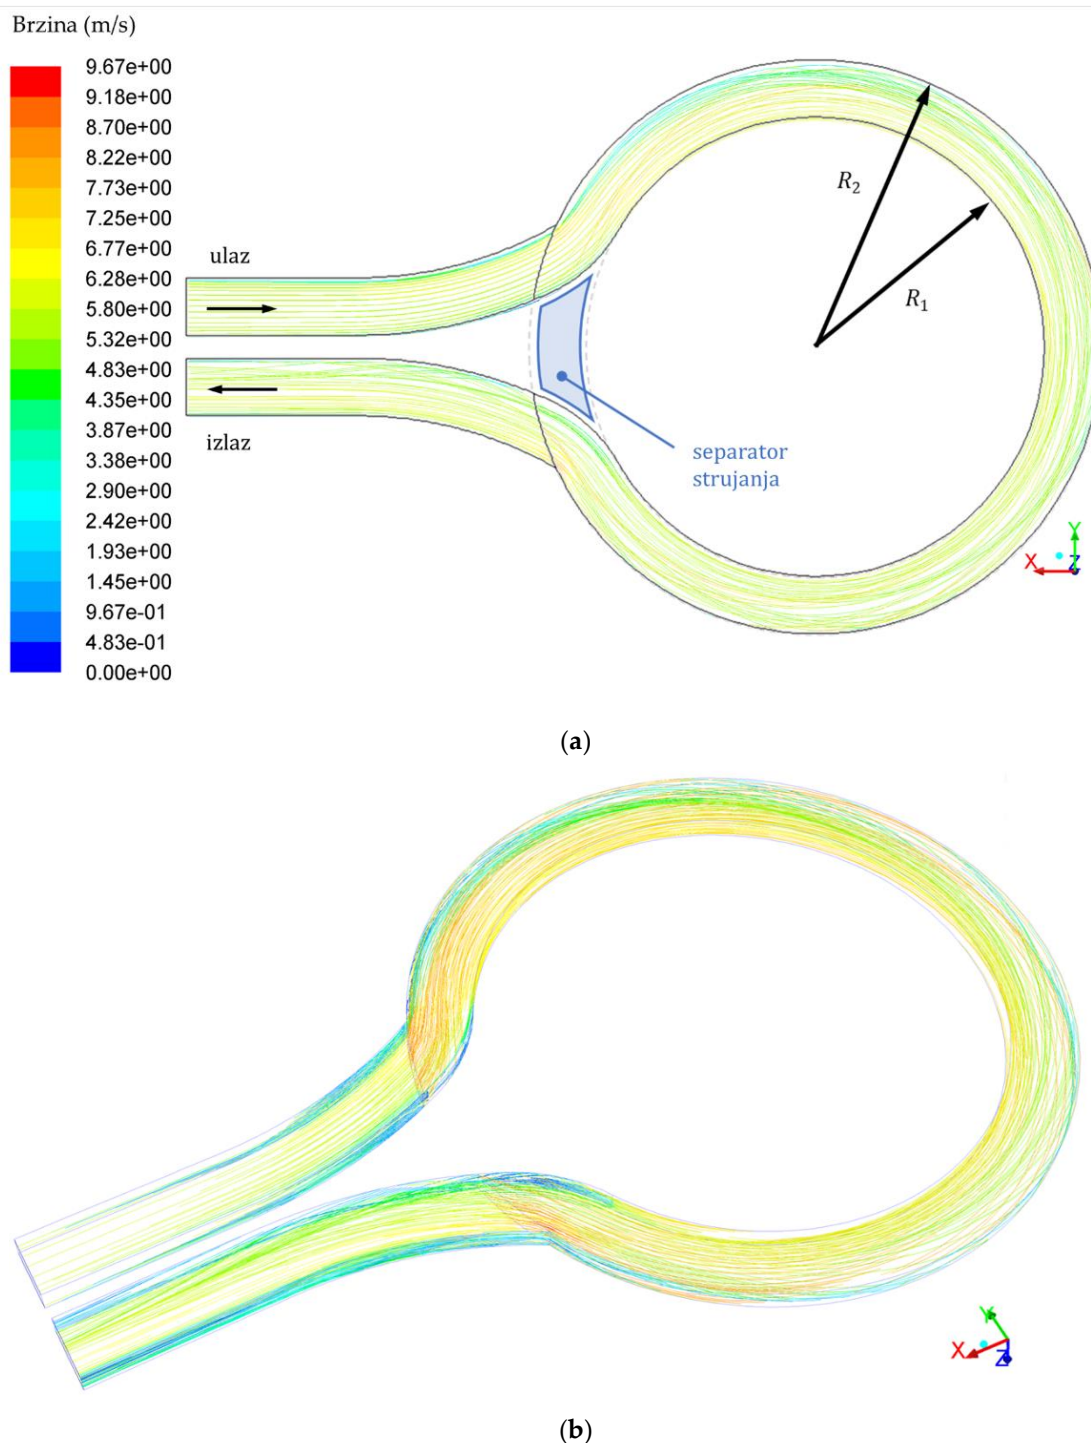 Brzina (m/s)
9.67e+00
9.18e+00
8.70e+00
8.22e+00
7.73e+00
7.25e+00
6.77e+00
6.28e+00
5.80e+00
5.32e+00
4.83e+00
4.35e+00
3.87e+00
3.38e+00
2.90e+00
2.42e+00
1.93e+00
1.45e+00
9.67e-01
4.83e-01
0.00e+00
ulaz
izlaz
R2
R1
separator
strujanja
Y
X Z
(a)
Y
X Z
(b)